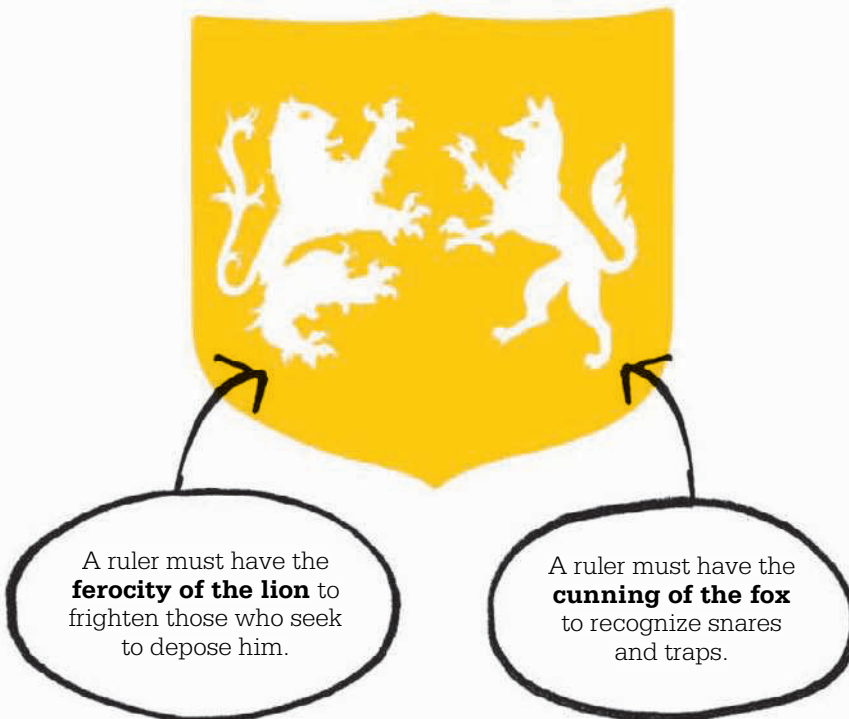 A ruler must have the
ferocity of the lion to
frighten those who seek
to depose him.
A ruler must have the
cunning of the fox
to recognize snares
and traps.